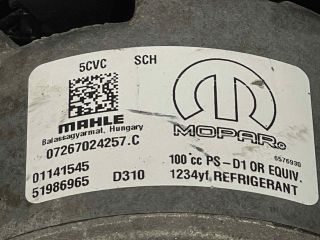 5CVC SCH
MAHLE
Balassagyarmat, Hungary
07267024257.C
MOPAR®
6576930
01141545
100 cc PS-D1 OR EQUIV.
51986965 D310 1234yf REFRIGERANT